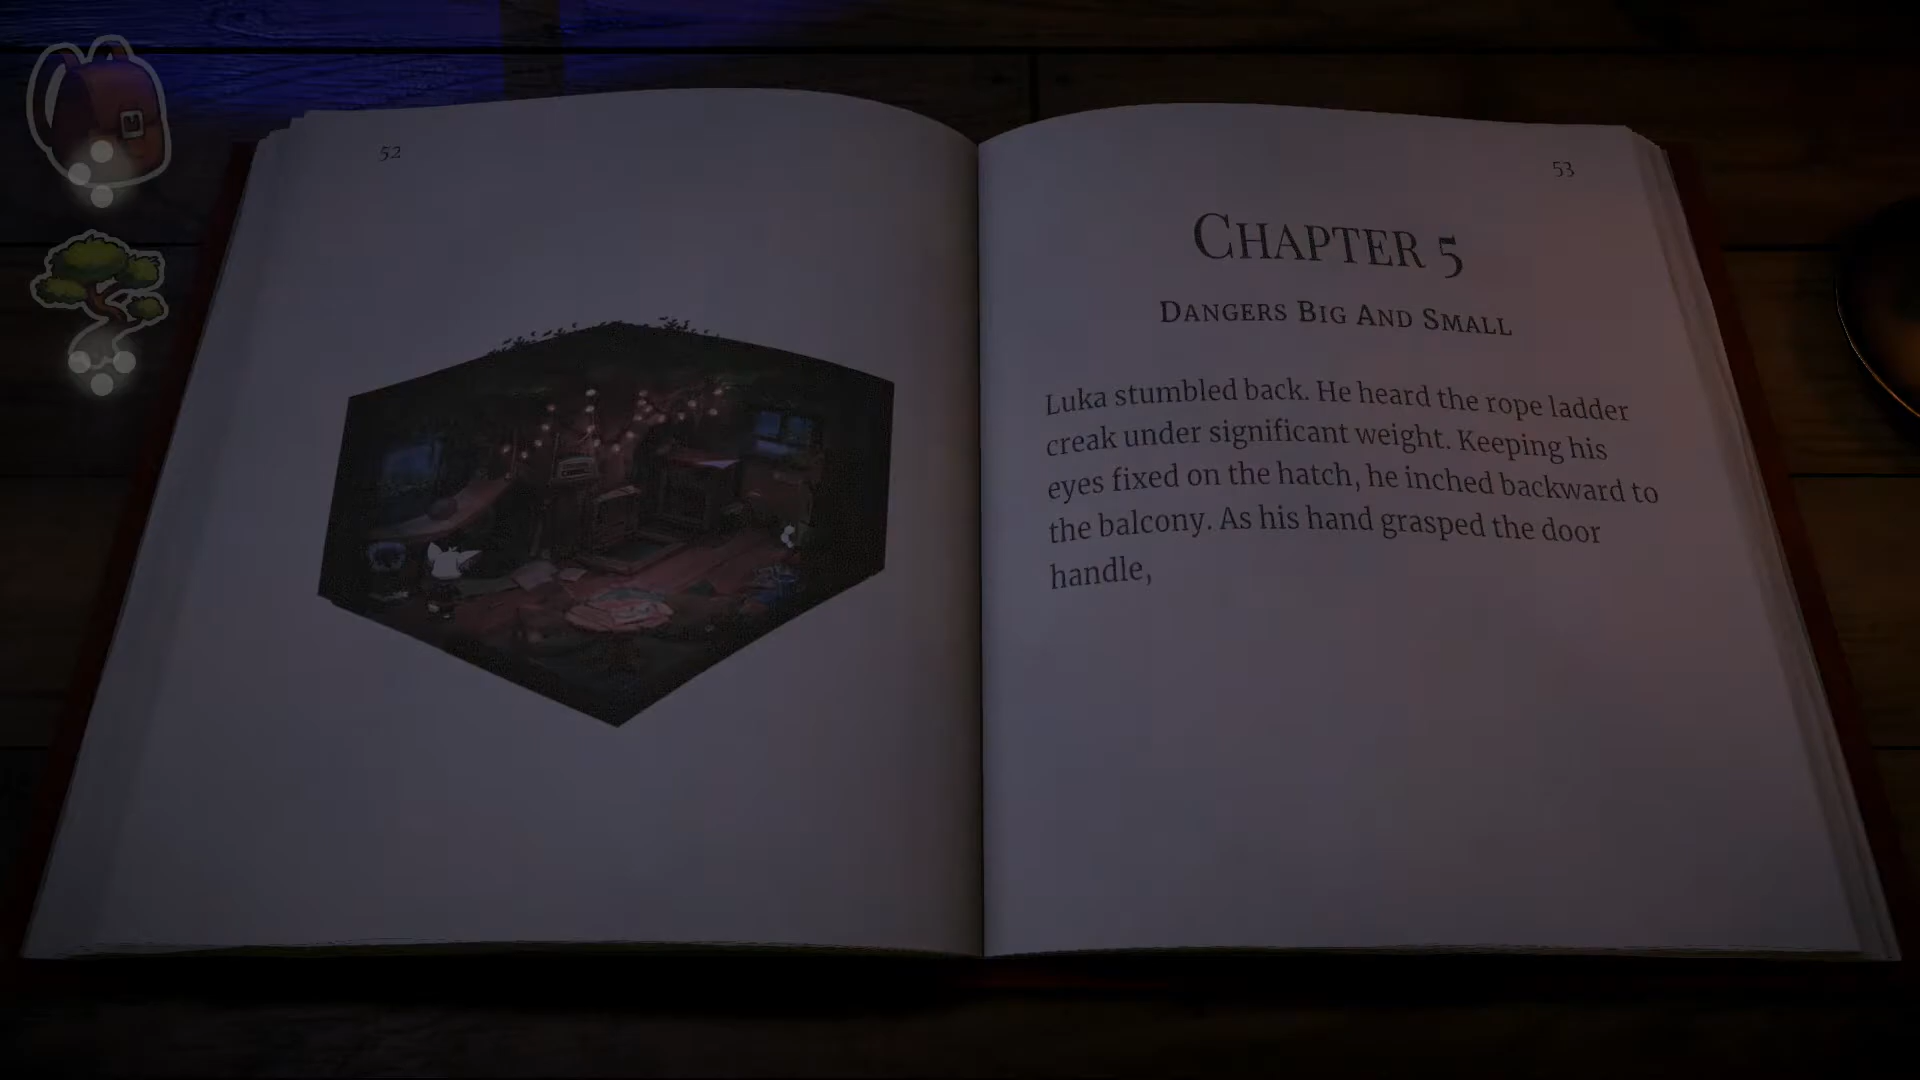 52
53
CHAPTER 5
DANGERS BIG AND SMALL
Luka stumbled back. He heard the rope ladder
creak under significant weight. Keeping his
eyes fixed on the hatch, he inched backward to
the balcony. As his hand grasped the door
handle,